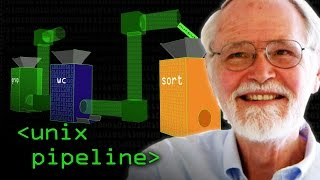 grep
wc
sort
<unix
pipeline>